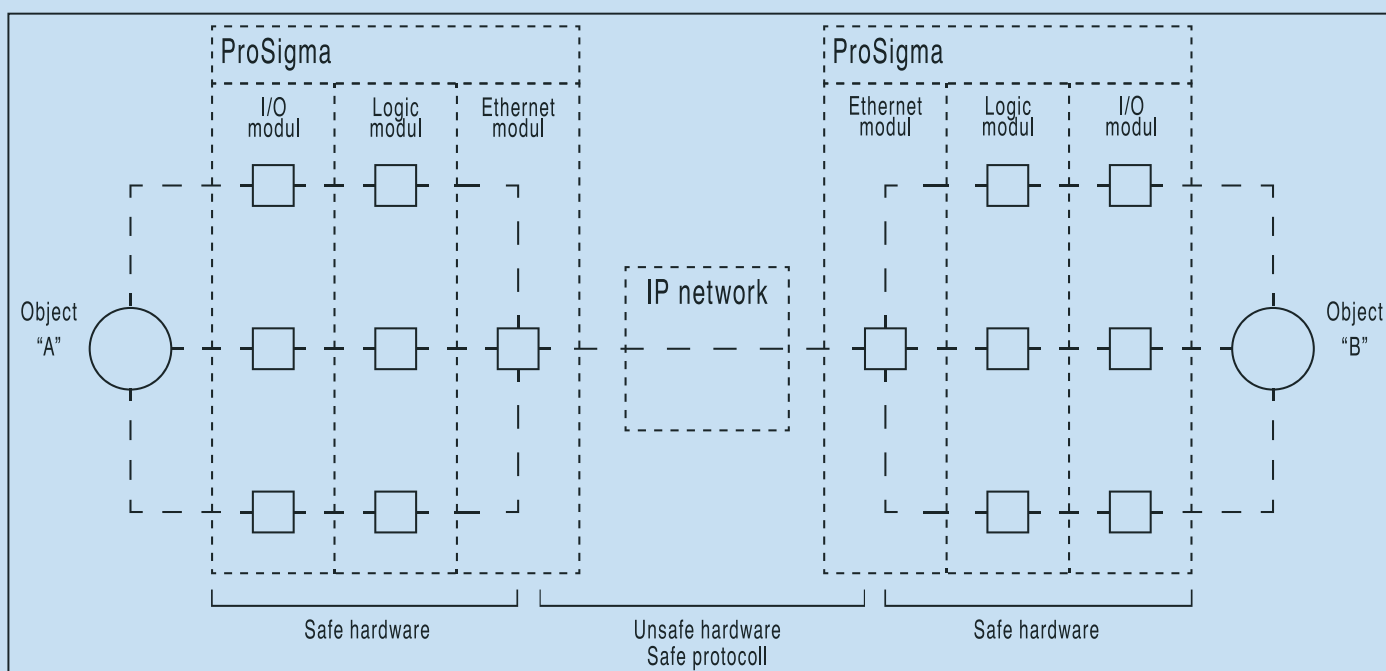 ProSigma
I/O
modul
Logic
modul
Ethernet
modul
ProSigma
Ethernet
modul
Logic
modul
I/O
modul
IP network
Object
“A”
Object
“B”
Safe hardware
Unsafe hardware
Safe protocoll
Safe hardware